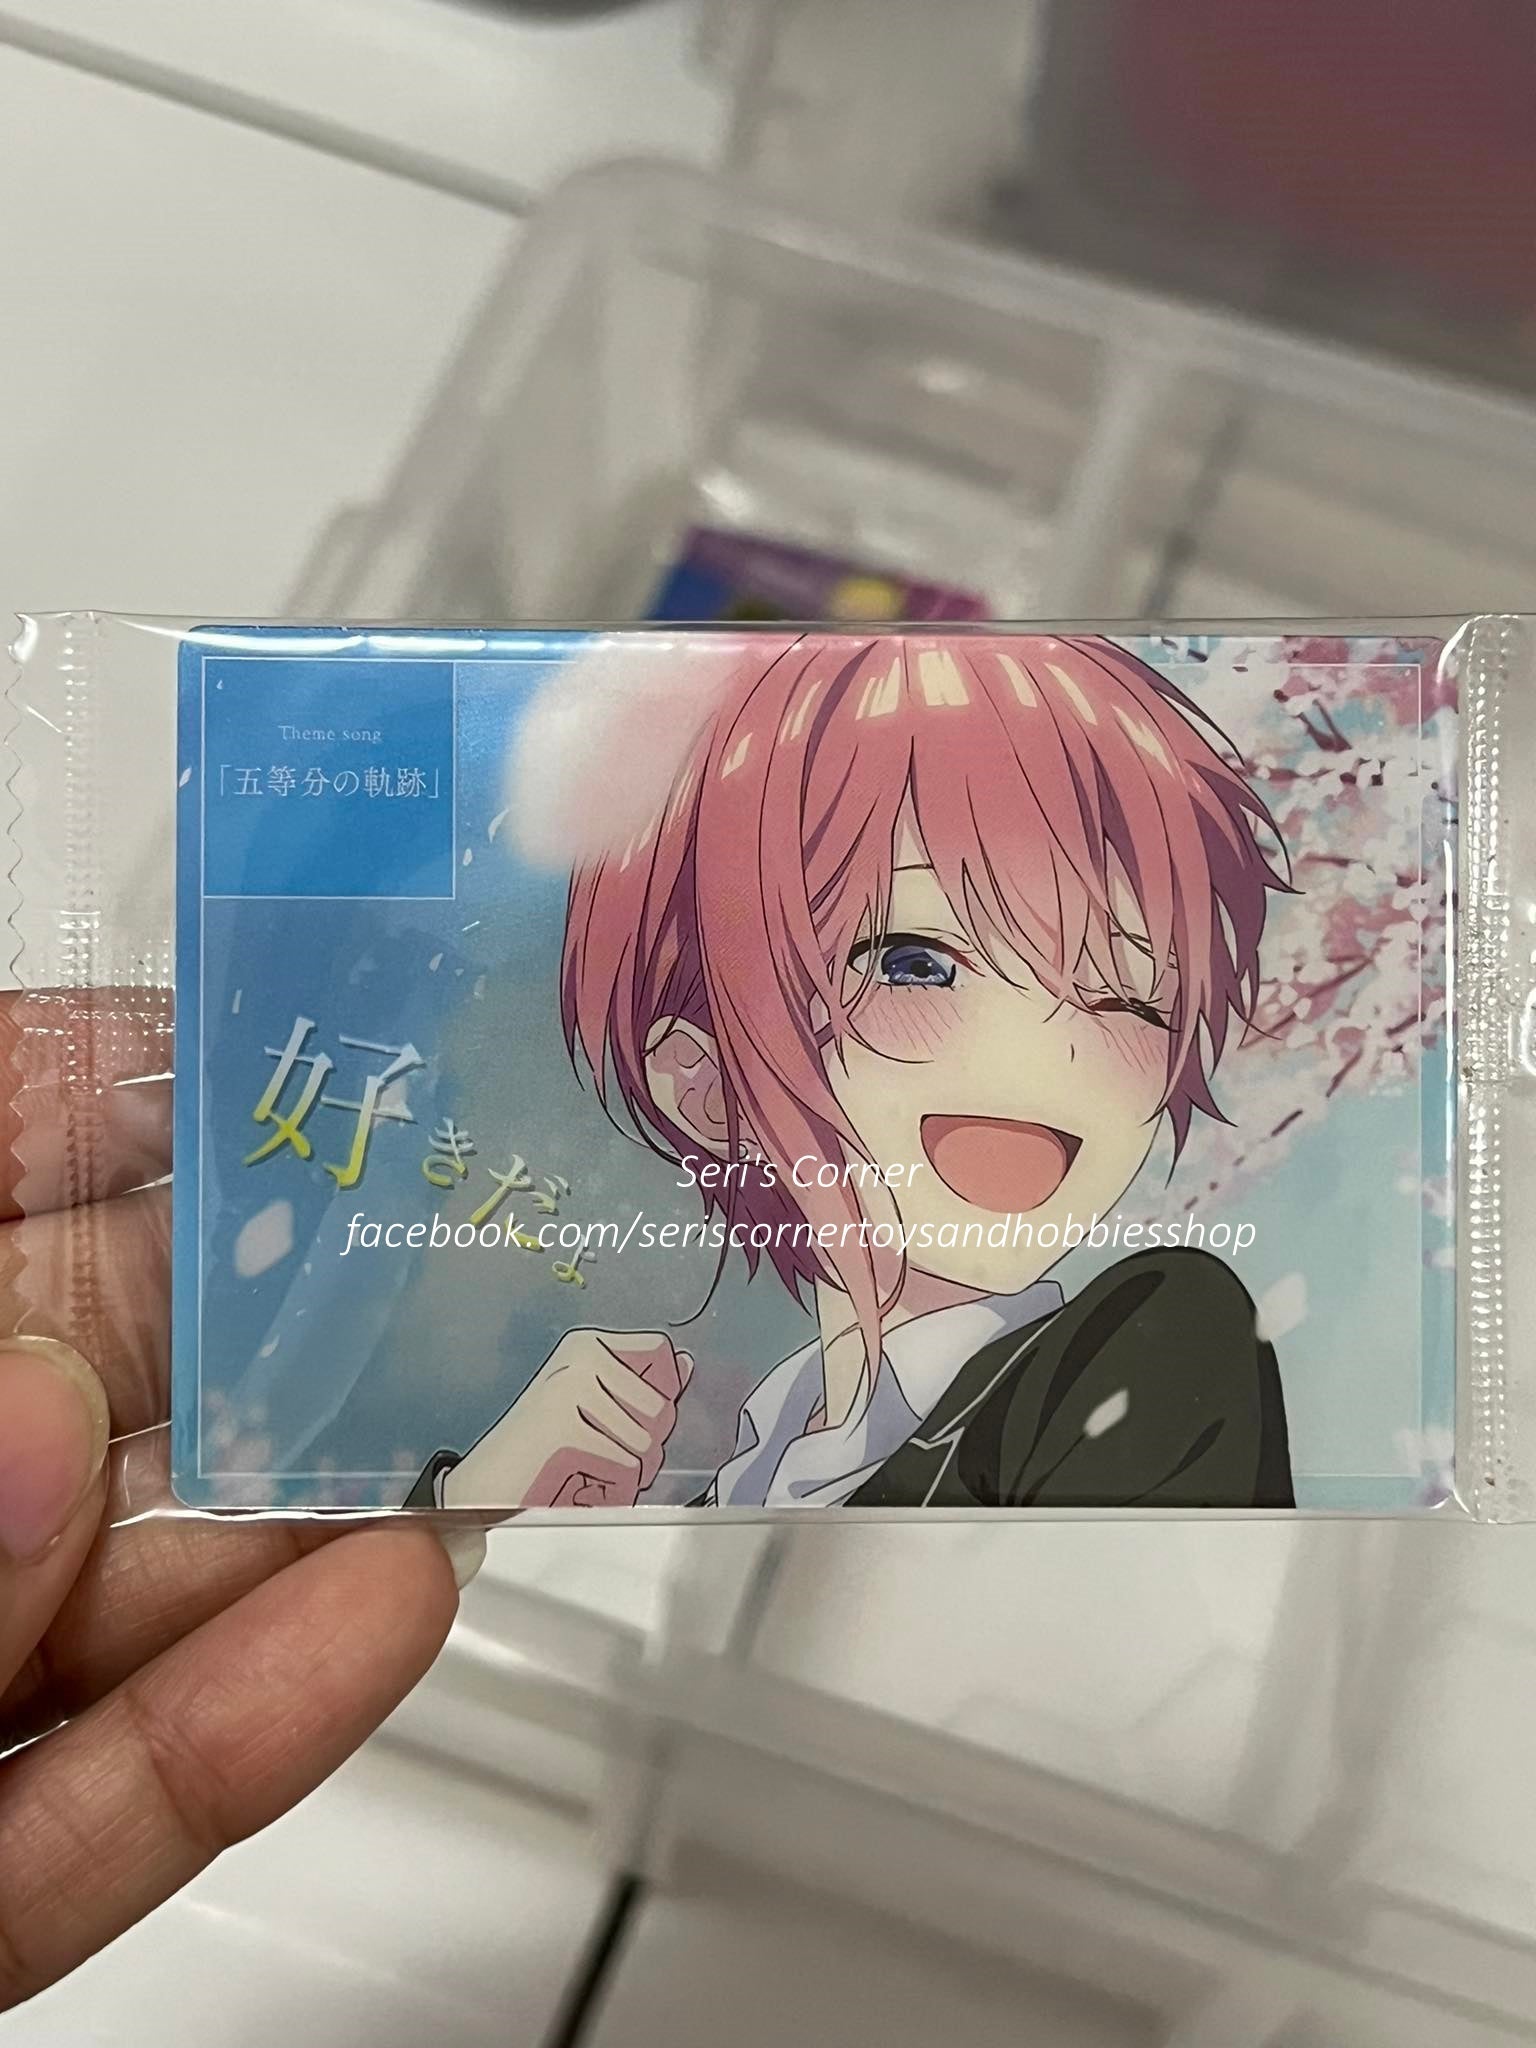 Theme song
「五等分の軌跡」
好きだよ
Seri's Corner
facebook.com/seriscornertoysandhobbiesshop